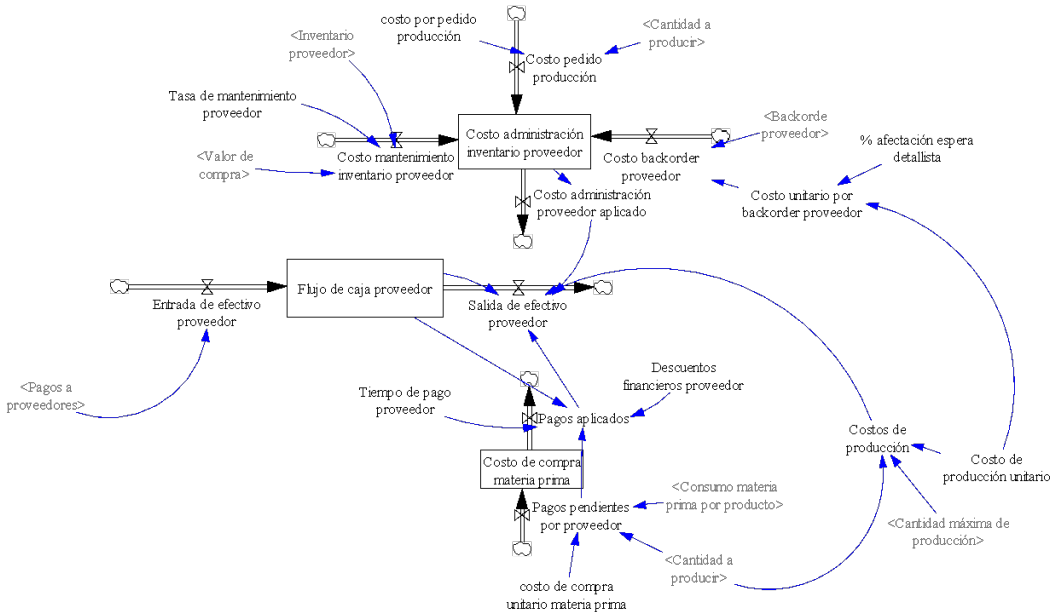 costo por pedido
producción
<Cantidad a
producir>
<Inventario
proveedor>
Costo pedido
producción
Tasa de mantenimiento
proveedor
Costo administración
inventario proveedor
<Backorde
proveedor>
<Valor de
compra>
Costo mantenimiento
inventario proveedor
Costo backorder
proveedor
% afectación espera
detallista
Costo administración
proveedor aplicado
Costo unitario por
backorder proveedor
Flujo de caja proveedor
Entrada de efectivo
proveedor
Salida de efectivo
proveedor
<Pagos a
proveedores>
Tiempo de pago
proveedor
Descuentos
financieros proveedor
Pagos aplicados
Costos de
producción
Costo de compra
materia prima
Costo de
producción unitario
<Consumo materia
prima por producto>
Pagos pendientes
por proveedor
<Cantidad máxima de
producción>
<Cantidad a
producir>
costo de compra
unitario materia prima